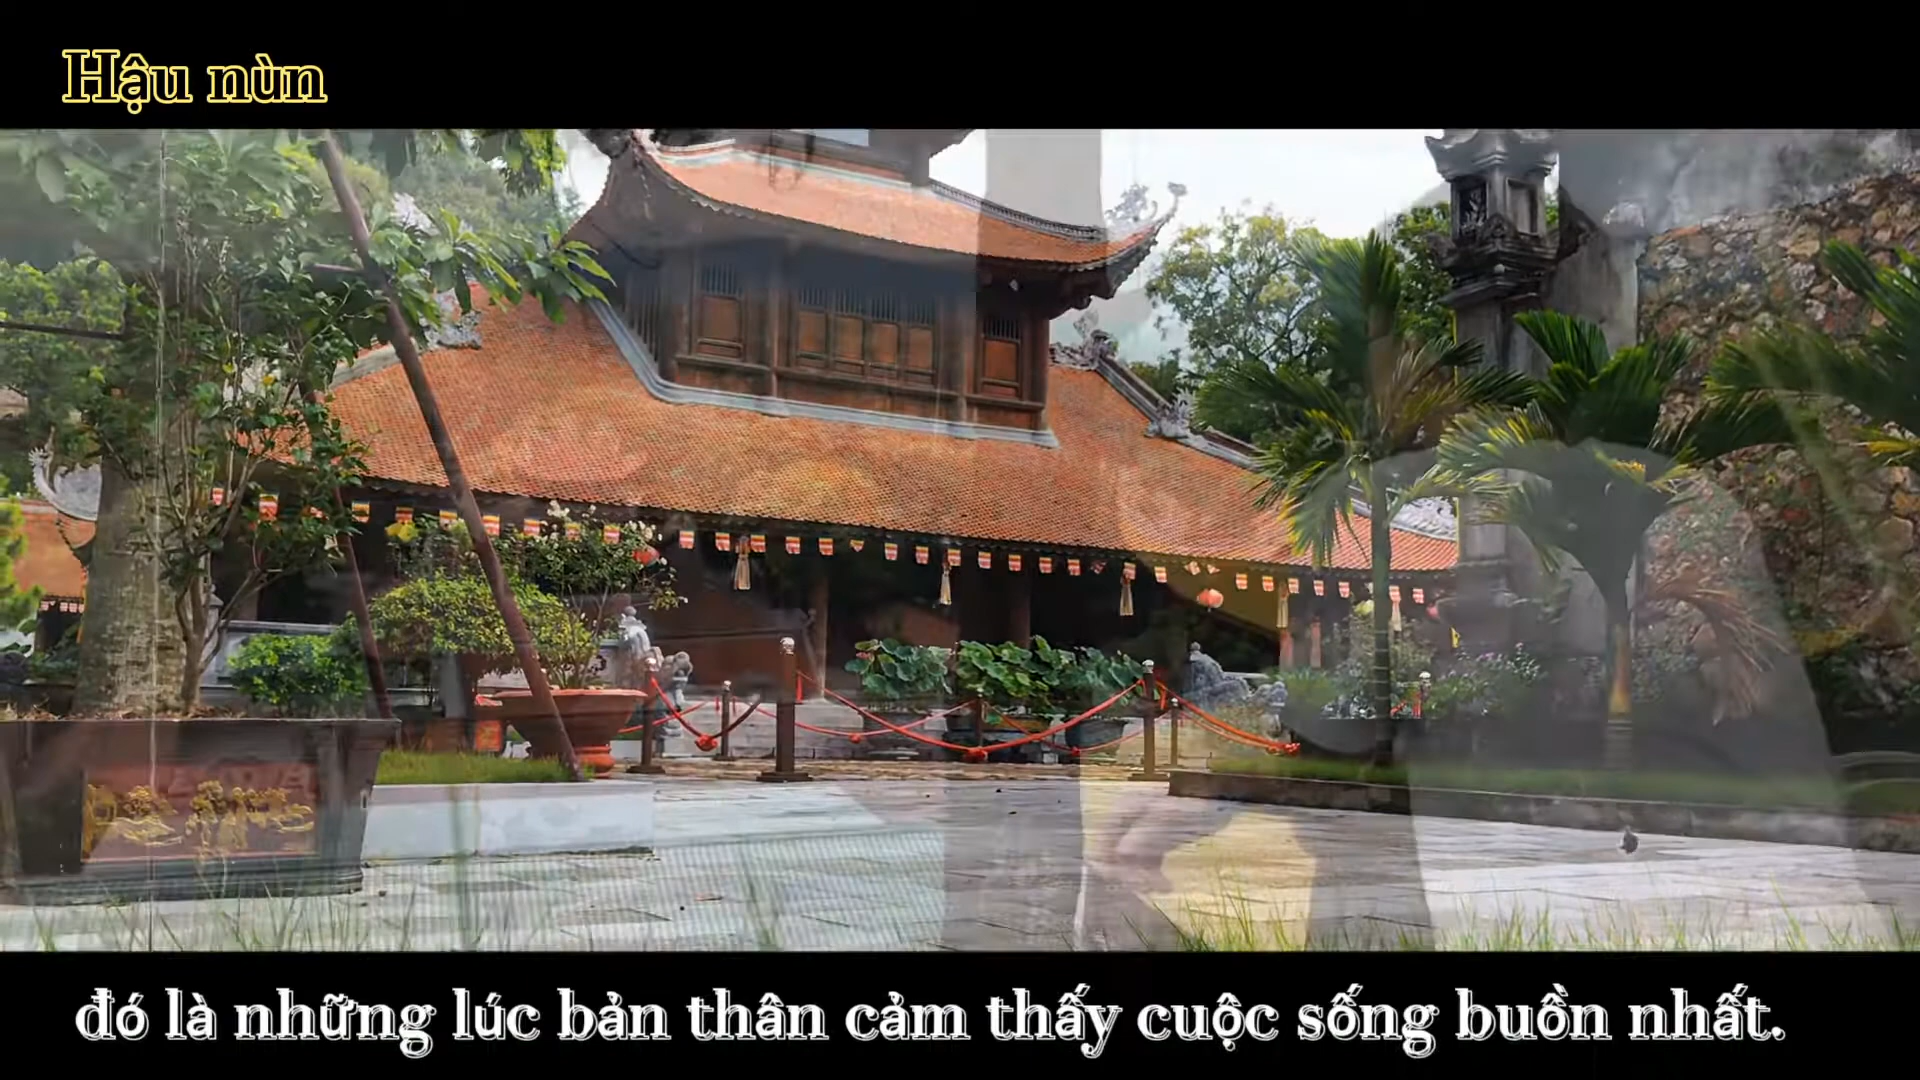 Hậu nùn
đó là những lúc bản thân cảm thấy cuộc sống buồn nhất.